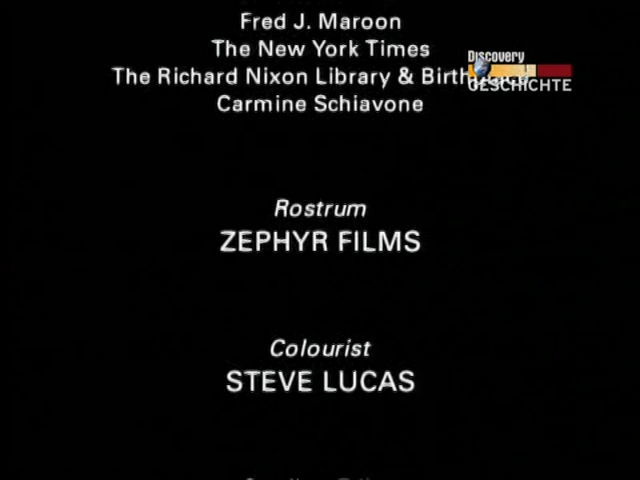 Fred J. Maroon
The New York Times
The Richard Nixon Library &
Carmine Schiavone
Discovery
GESCHICHTE
Rostrum
ZEPHYR FILMS
Colourist
STEVE LUCAS